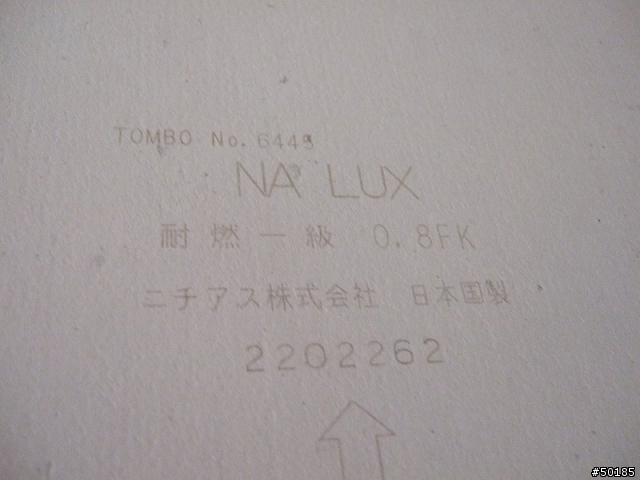 TOMBO No. 6449
NA LUX
耐燃一級 0.8FK
ニチアス株式会社 日本国製
2202262
#50185